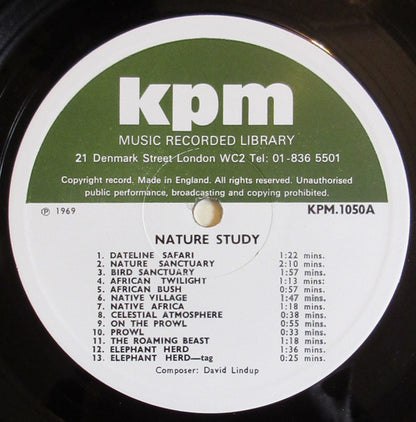 kpm
MUSIC RECORDED LIBRARY
21 Denmark Street London WC2 Tel: 01-836 5501
Copyright record. Made in England. All rights reserved. Unauthorised
public performance, broadcasting and copying prohibited.
℗ 1969 KPM.1050A
NATURE STUDY
1. DATELINE SAFARI 1:22 mins.
2. NATURE SANCTUARY 2:10 mins.
3. BIRD SANCTUARY 1:57 mins.
4. AFRICAN TWILIGHT 1:13 mins:
5. AFRICAN BUSH 0:57 mins.
6. NATIVE VILLAGE 1:47 mins.
7. NATIVE AFRICA 1:18 mins.
8. CELESTIAL ATMOSPHERE 0:38 mins.
9. ON THE PROWL 0:55 mins.
10. PROWL 0:33 mins.
11. THE ROAMING BEAST 1:18 mins.
12. ELEPHANT HERD 1:36 mins.
13. ELEPHANT HERD—tag 0:25 mins.
Composer: David Lindup